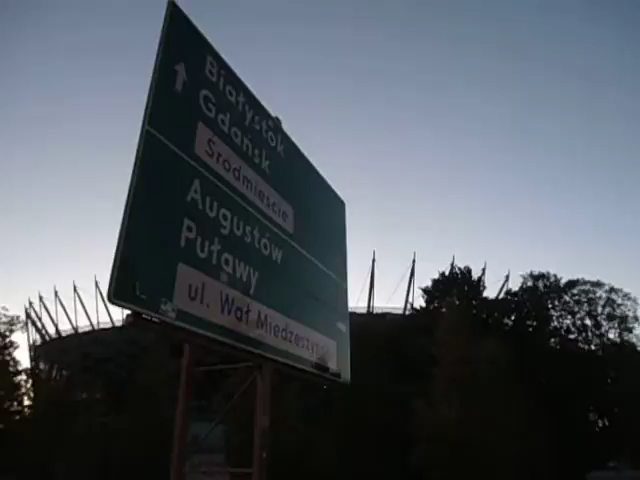 Białystok
Gdańsk
Śródmieście
Augustów
Puławy
ul. Wał Miedzeszyński